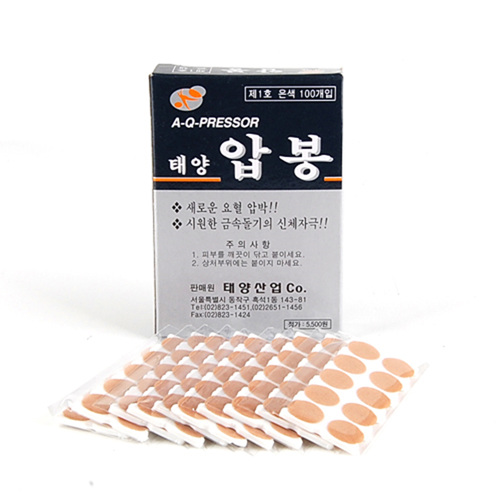 제1호 은색 100개입
A-Q-PRESSOR
태양 압봉
❖ 새로운 요혈 압박!!
❖ 시원한 금속돌기의 신체자극!!
주의사항
1. 피부를 깨끗이 닦고 붙이세요.
2. 상처부위에는 붙이지 마세요.
판매원 태양산업 Co.
서울특별시 동작구 흑석1동 143-81
Tel:(02)823-1451,(02)2651-1456
Fax:(02)823-1424
정가 : 5,500원